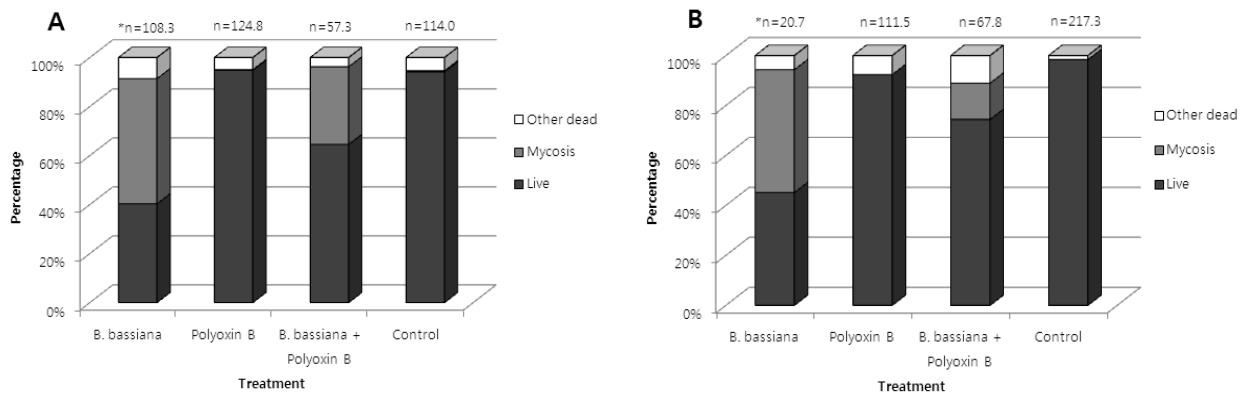 A
*n=108.3 n=124.8 n=57.3 n=114.0
100%
80%
60%
40%
20%
0%
Percentage
Other dead
Mycosis
Live
B. bassiana Polyoxin B B. bassiana + Control
Polyoxin B
Treatment
B
*n=20.7 n=111.5 n=67.8 n=217.3
100%
80%
60%
40%
20%
0%
Percentage
Other dead
Mycosis
Live
B. bassiana Polyoxin B B. bassiana + Control
Polyoxin B
Treatment